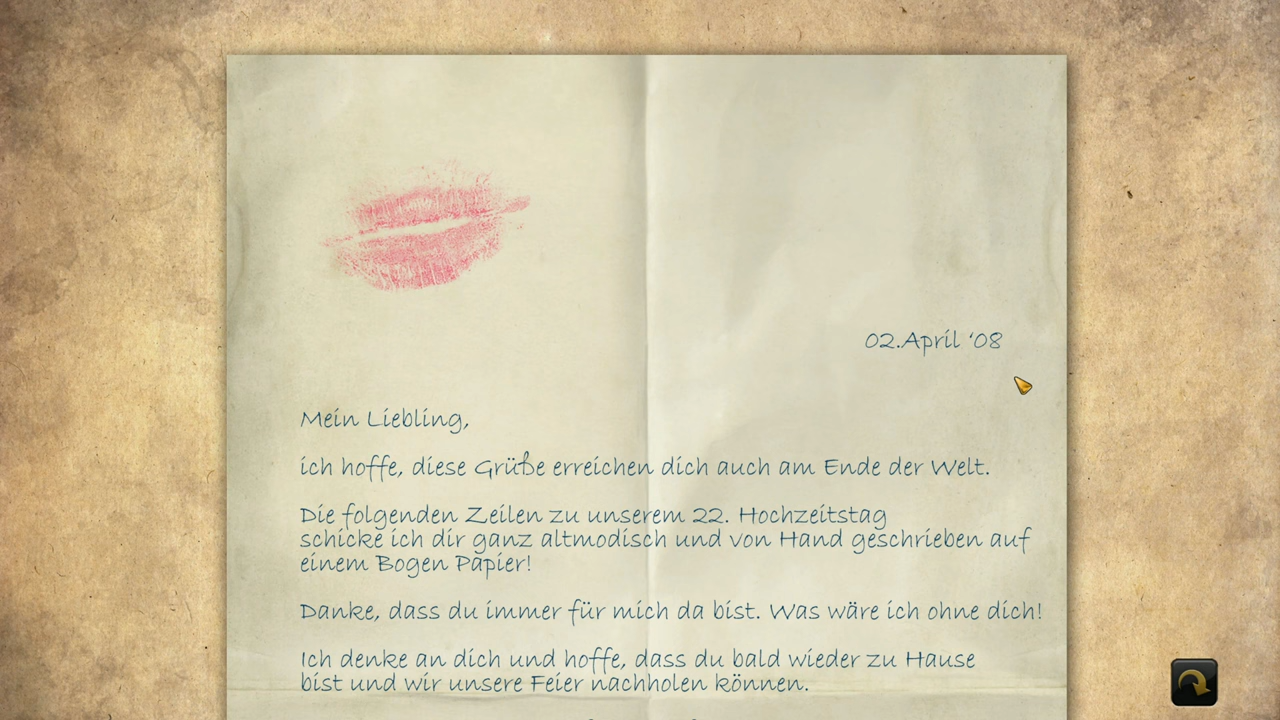 02.April '08
Mein Liebling,
ich hoffe, diese Grüße erreichen dich auch am Ende der Welt.
Die folgenden Zeilen zu unserem 22. Hochzeitstag
schicke ich dir ganz altmodisch und von Hand geschrieben auf
einem Bogen Papier!
Danke, dass du immer für mich da bist. Was wäre ich ohne dich!
Ich denke an dich und hoffe, dass du bald wieder zu Hause
bist und wir unsere Feier nachholen können.